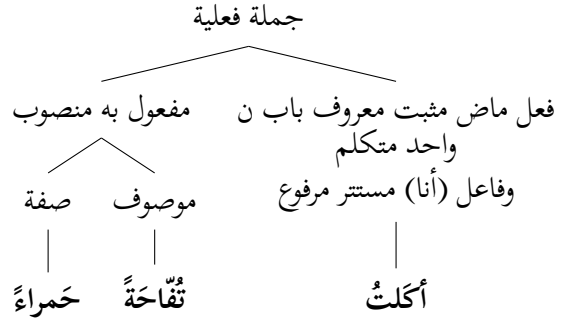 جملة فعلية
فعل ماض مثبت معروف باب ن
واحد متكلم
وفاعل (أنا) مستتر مرفوع
مفعول به منصوب
موصوف
صفة
أكَلتُ
تُفّاحَةً
حَمراءً